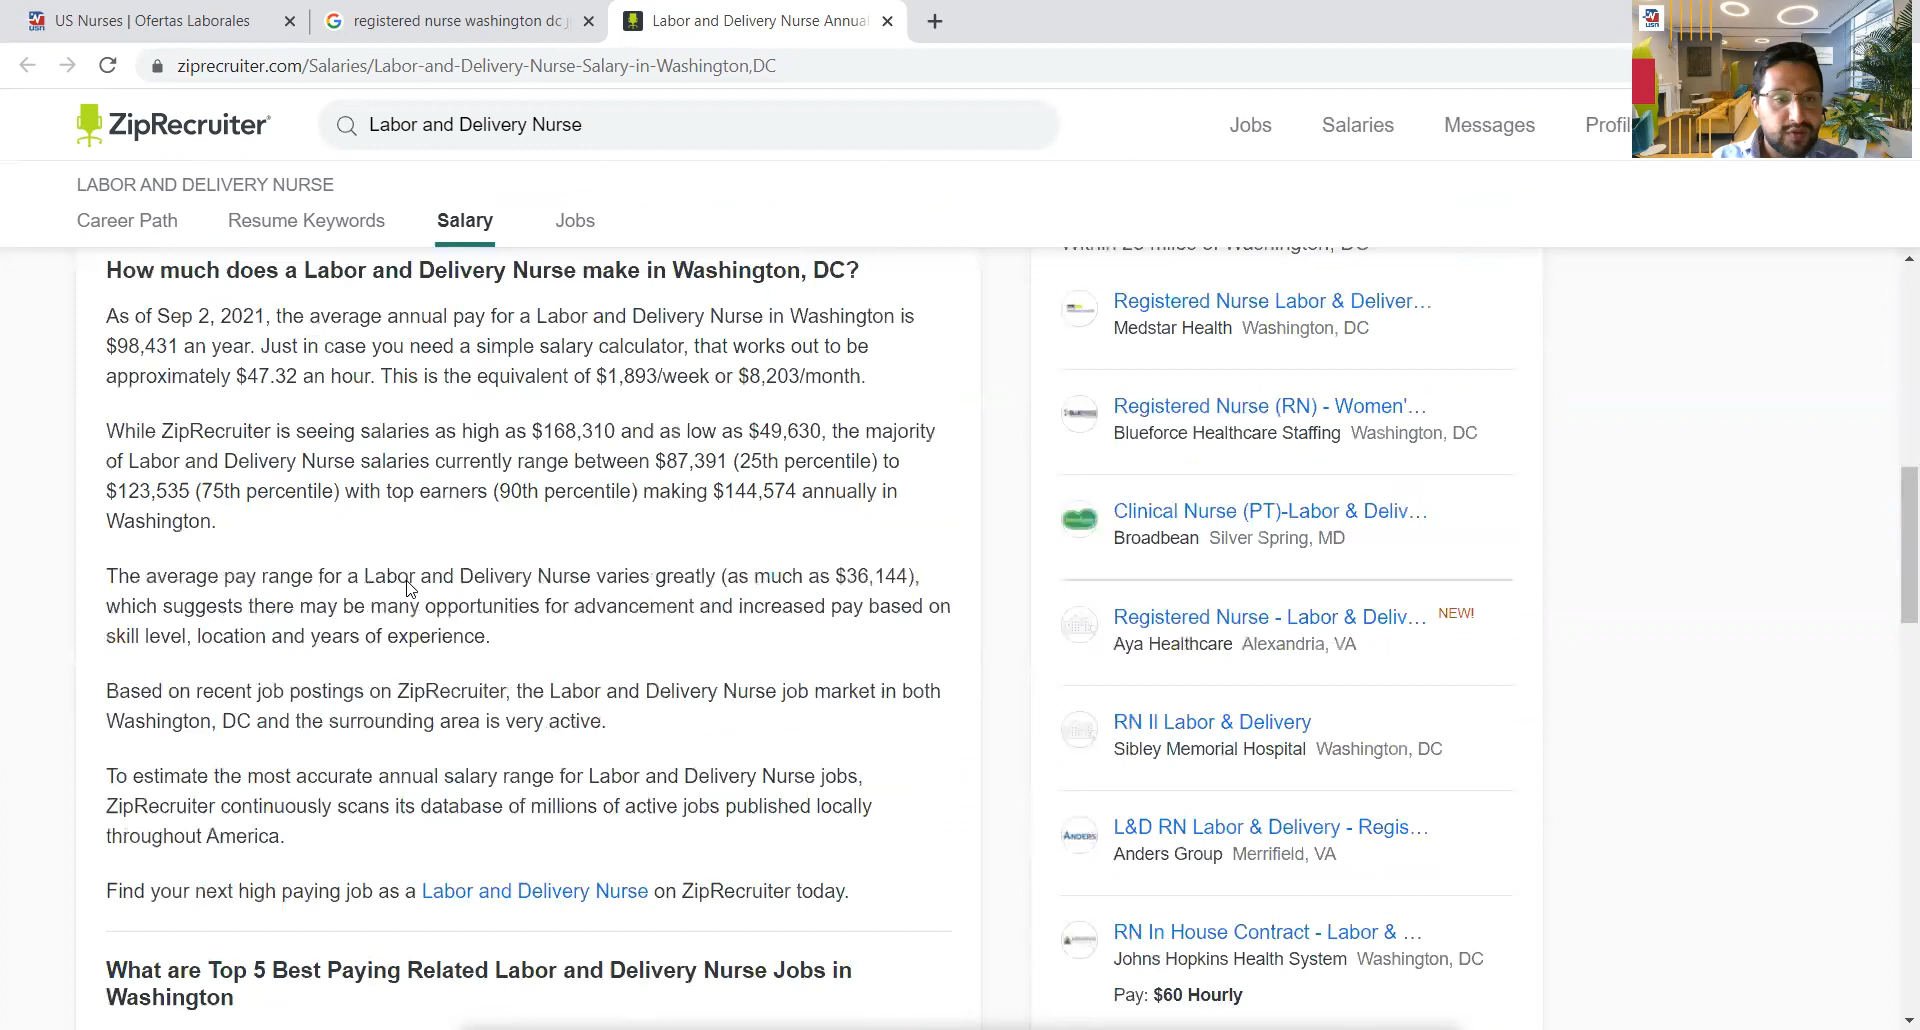 US Nurses | Ofertas Laborales
registered nurse washington dc j
Labor and Delivery Nurse Annual
ziprecruiter.com/Salaries/Labor-and-Delivery-Nurse-Salary-in-Washington,DC
ZipRecruiter
Labor and Delivery Nurse
Jobs
Salaries
Messages
Profil
LABOR AND DELIVERY NURSE
Career Path
Resume Keywords
Salary
Jobs
How much does a Labor and Delivery Nurse make in Washington, DC?
As of Sep 2, 2021, the average annual pay for a Labor and Delivery Nurse in Washington is
$98,431 an year. Just in case you need a simple salary calculator, that works out to be
approximately $47.32 an hour. This is the equivalent of $1,893/week or $8,203/month.
While ZipRecruiter is seeing salaries as high as $168,310 and as low as $49,630, the majority
of Labor and Delivery Nurse salaries currently range between $87,391 (25th percentile) to
$123,535 (75th percentile) with top earners (90th percentile) making $144,574 annually in
Washington.
The average pay range for a Labor and Delivery Nurse varies greatly (as much as $36,144),
which suggests there may be many opportunities for advancement and increased pay based on
skill level, location and years of experience.
Based on recent job postings on ZipRecruiter, the Labor and Delivery Nurse job market in both
Washington, DC and the surrounding area is very active.
To estimate the most accurate annual salary range for Labor and Delivery Nurse jobs,
ZipRecruiter continuously scans its database of millions of active jobs published locally
throughout America.
Find your next high paying job as a Labor and Delivery Nurse on ZipRecruiter today.
What are Top 5 Best Paying Related Labor and Delivery Nurse Jobs in
Washington
Within 25 miles of Washington, DC
Registered Nurse Labor & Deliver…
Medstar Health Washington, DC
Registered Nurse (RN) - Women'…
Blueforce Healthcare Staffing Washington, DC
Clinical Nurse (PT)-Labor & Deliv…
Broadbean Silver Spring, MD
Registered Nurse - Labor & Deliv… NEW!
Aya Healthcare Alexandria, VA
RN II Labor & Delivery
Sibley Memorial Hospital Washington, DC
ANDERS
L&D RN Labor & Delivery - Regis…
Anders Group Merrifield, VA
RN In House Contract - Labor & …
Johns Hopkins Health System Washington, DC
Pay: $60 Hourly